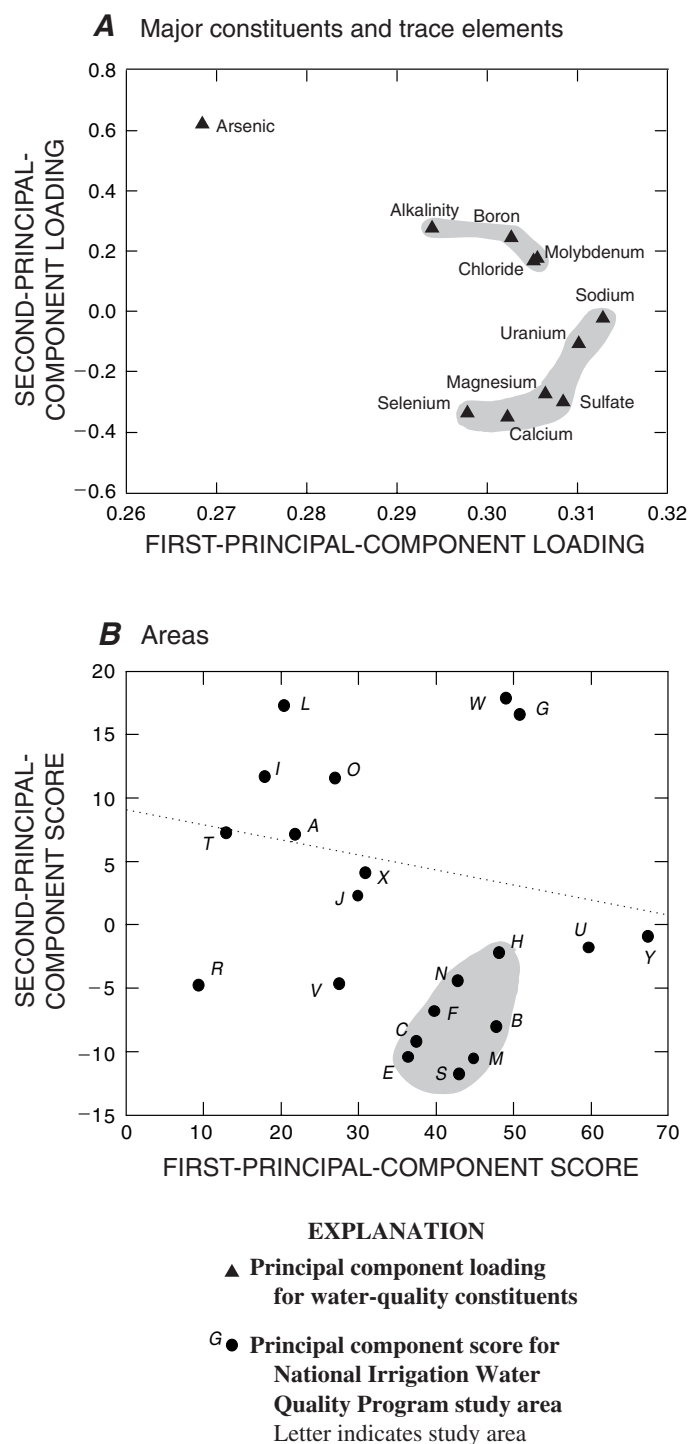 A Major constituents and trace elements
SECOND-PRINCIPAL-
COMPONENT LOADING
0.8
0.6
0.4
0.2
0.0
−0.2
−0.4
−0.6
Arsenic
Alkalinity
Boron
Molybdenum
Chloride
Sodium
Uranium
Magnesium
Selenium
Sulfate
Calcium
0.26 0.27 0.28 0.29 0.30 0.31 0.32
FIRST-PRINCIPAL-COMPONENT LOADING
B Areas
SECOND-PRINCIPAL-
COMPONENT SCORE
20
15
10
5
0
−5
−10
−15
L
W
G
I
O
T
A
X
J
R
V
H
U
Y
N
F
B
C
E
S
M
0 10 20 30 40 50 60 70
FIRST-PRINCIPAL-COMPONENT SCORE
EXPLANATION
Principal component loading
for water-quality constituents
G Principal component score for
National Irrigation Water
Quality Program study area
Letter indicates study area